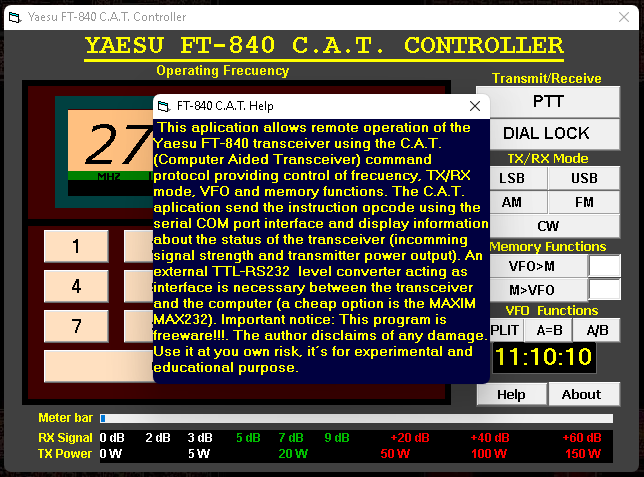 Yaesu FT-840 C.A.T. Controller
YAESU FT-840 C.A.T. CONTROLLER
Operating Frecuency
Transmit/Receive
PTT
DIAL LOCK
TX/RX Mode
LSB USB
AM FM
CW
Memory Functions
VFO>M
M>VFO
VFO Functions
PLIT A=B A/B
11:10:10
Help About
27
MHZ
1
4
7
FT-840 C.A.T. Help
This aplication allows remote operation of the
Yaesu FT-840 transceiver using the C.A.T.
(Computer Aided Transceiver) command
protocol providing control of frecuency, TX/RX
mode, VFO and memory functions. The C.A.T.
aplication send the instruction opcode using the
serial COM port interface and display information
about the status of the transceiver (incomming
signal strength and transmitter power output). An
external TTL-RS232 level converter acting as
interface is necessary between the transceiver
and the computer (a cheap option is the MAXIM
MAX232). Important notice: This program is
freeware!!!. The author disclaims of any damage.
Use it at you own risk, it´s for experimental and
educational purpose.
Meter bar
RX Signal 0 dB 2 dB 3 dB 5 dB 7 dB 9 dB +20 dB +40 dB +60 dB
TX Power 0 W 5 W 20 W 50 W 100 W 150 W